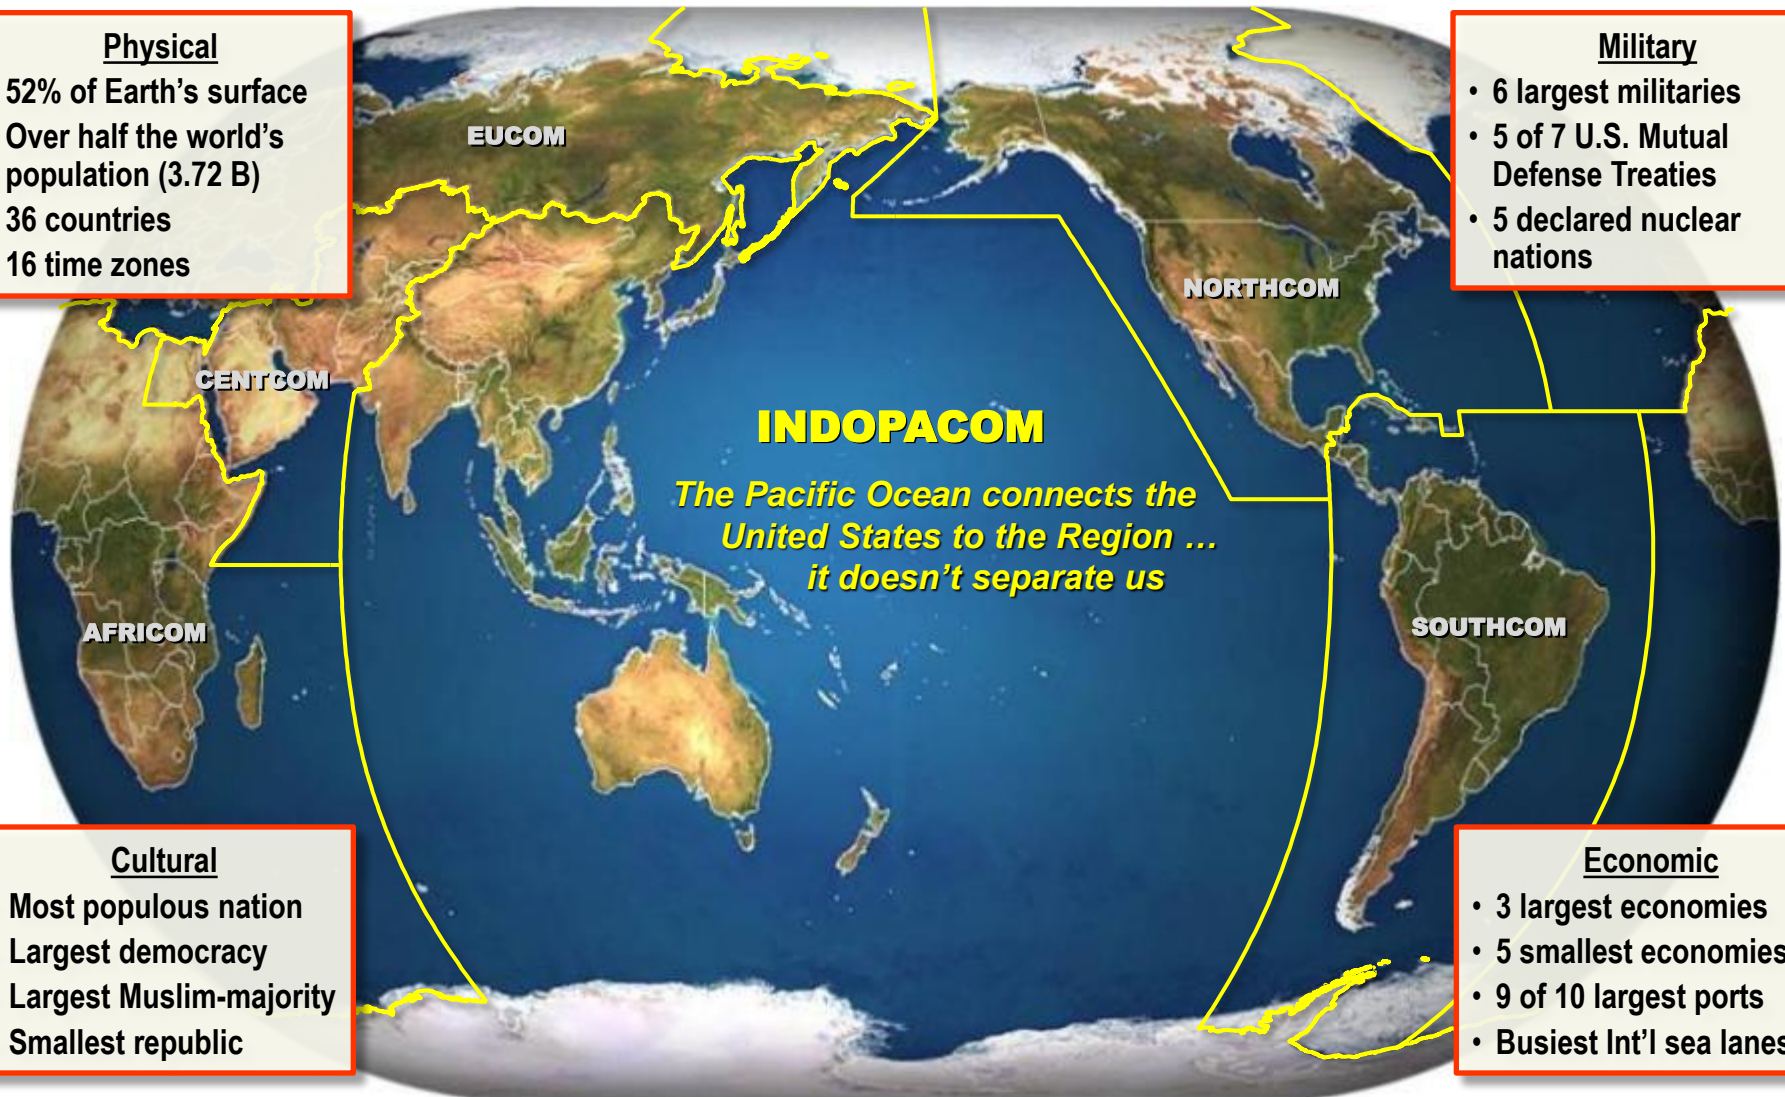 Physical
52% of Earth's surface
Over half the world's
population (3.72 B)
36 countries
16 time zones
Military
• 6 largest militaries
• 5 of 7 U.S. Mutual
Defense Treaties
• 5 declared nuclear
nations
EUCOM
NORTHCOM
CENTCOM
INDOPACOM
The Pacific Ocean connects the
United States to the Region ...
it doesn't separate us
AFRICOM
SOUTHCOM
Cultural
Most populous nation
Largest democracy
Largest Muslim-majority
Smallest republic
Economic
• 3 largest economies
• 5 smallest economies
• 9 of 10 largest ports
• Busiest Int'l sea lanes